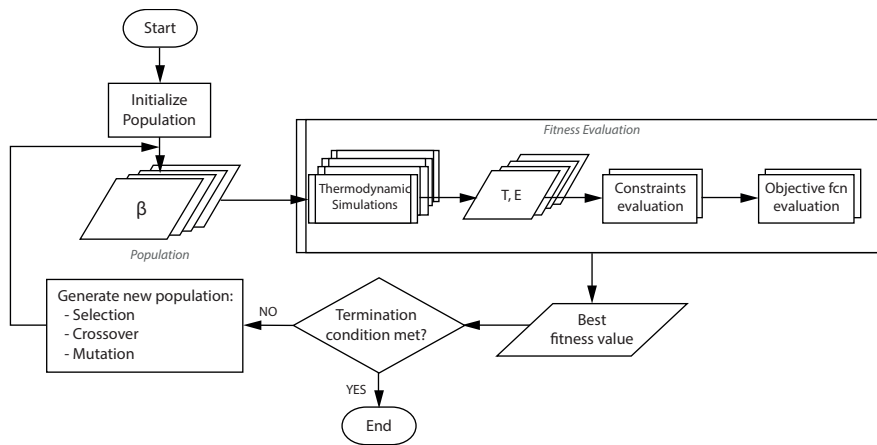 Start
Initialize
Population
β
Population
Fitness Evaluation
Thermodynamic
Simulations
T, E
Constraints
evaluation
Objective fcn
evaluation
Best
fitness value
Termination
condition met?
NO
YES
Generate new population:
- Selection
- Crossover
- Mutation
End